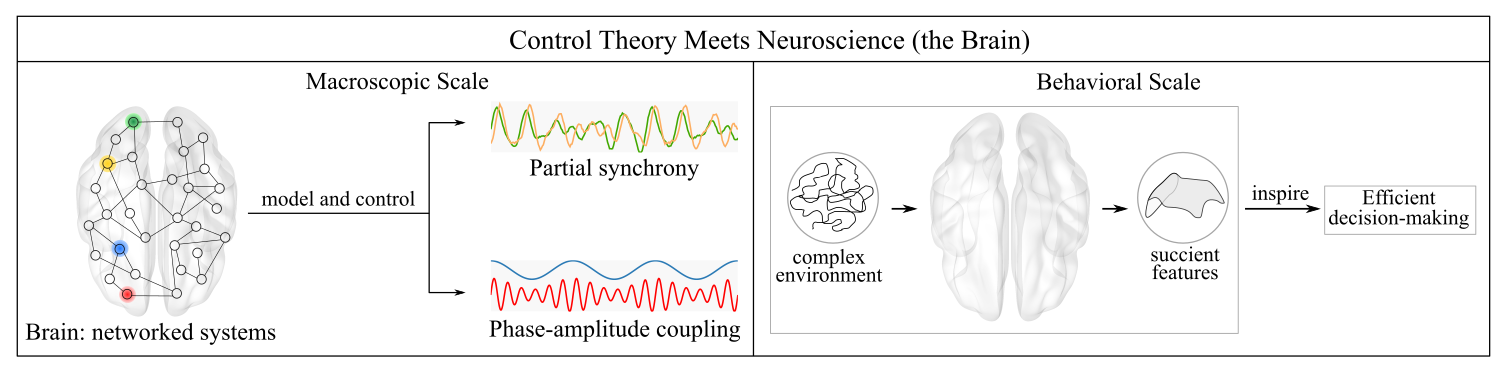 Control Theory Meets Neuroscience (the Brain)
Macroscopic Scale
model and control
Partial synchrony
Phase-amplitude coupling
Brain: networked systems
Behavioral Scale
complex
environment
succient
features
inspire
Efficient
decision-making